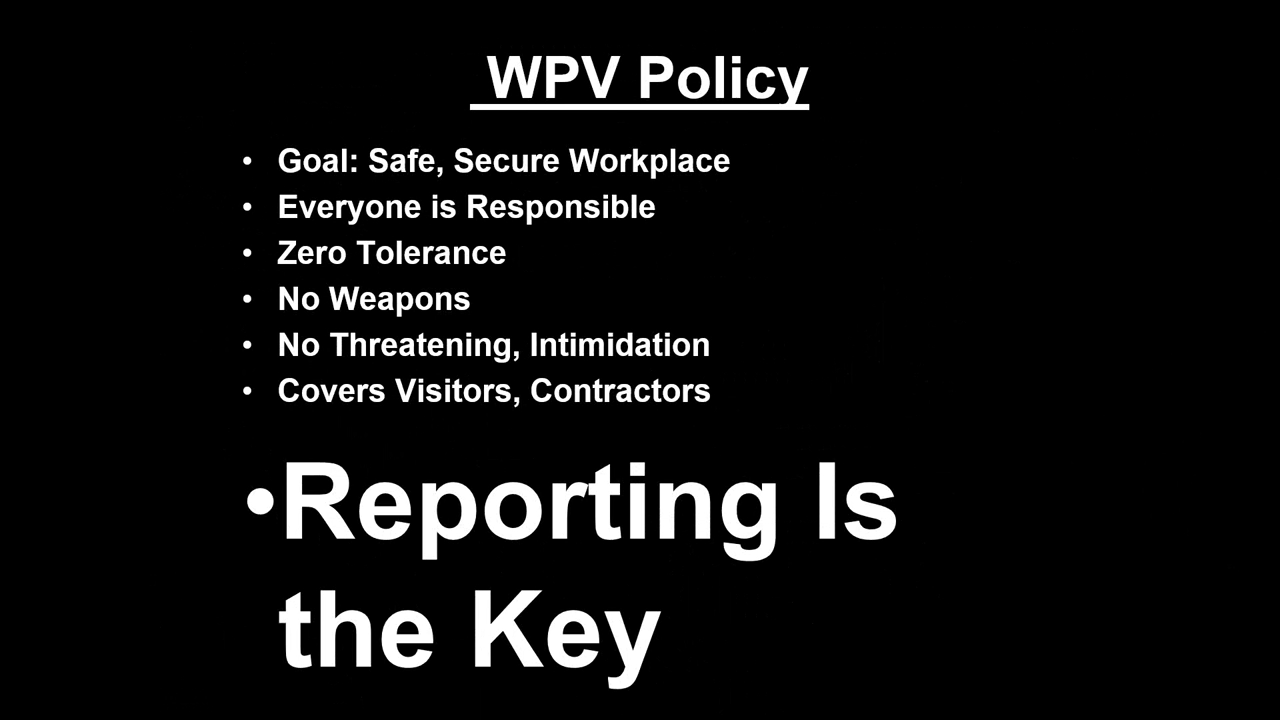 WPV Policy
• Goal: Safe, Secure Workplace
• Everyone is Responsible
• Zero Tolerance
• No Weapons
• No Threatening, Intimidation
• Covers Visitors, Contractors
• Reporting Is
the Key